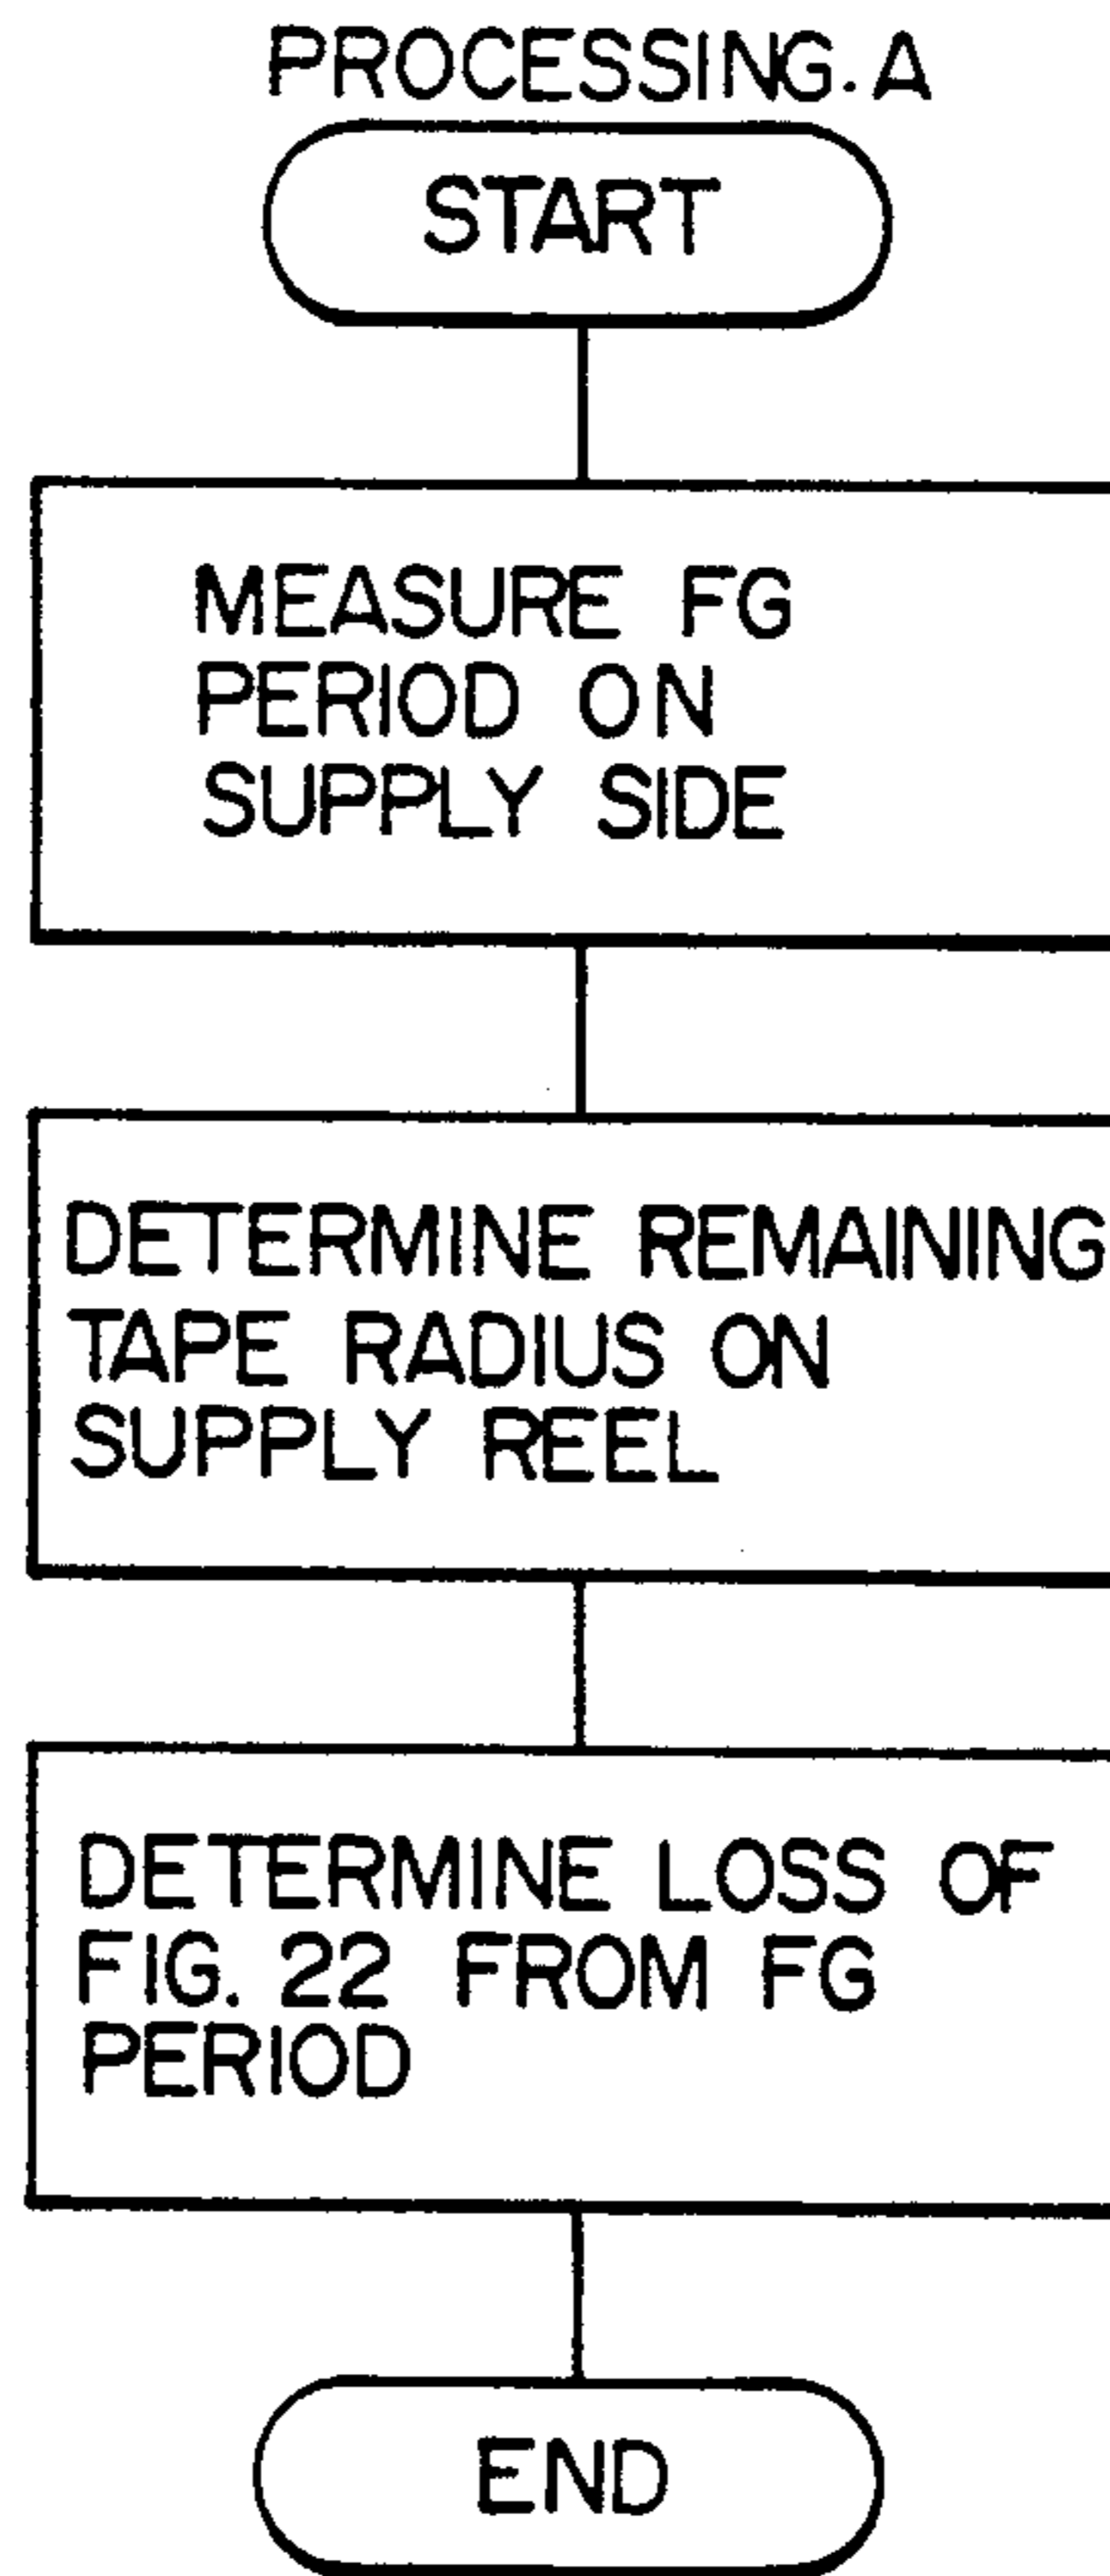 PROCESSING. A
START
MEASURE FG
PERIOD ON
SUPPLY SIDE
DETERMINE REMAINING
TAPE RADIUS ON
SUPPLY REEL
DETERMINE LOSS OF
FIG. 22 FROM FG
PERIOD
END